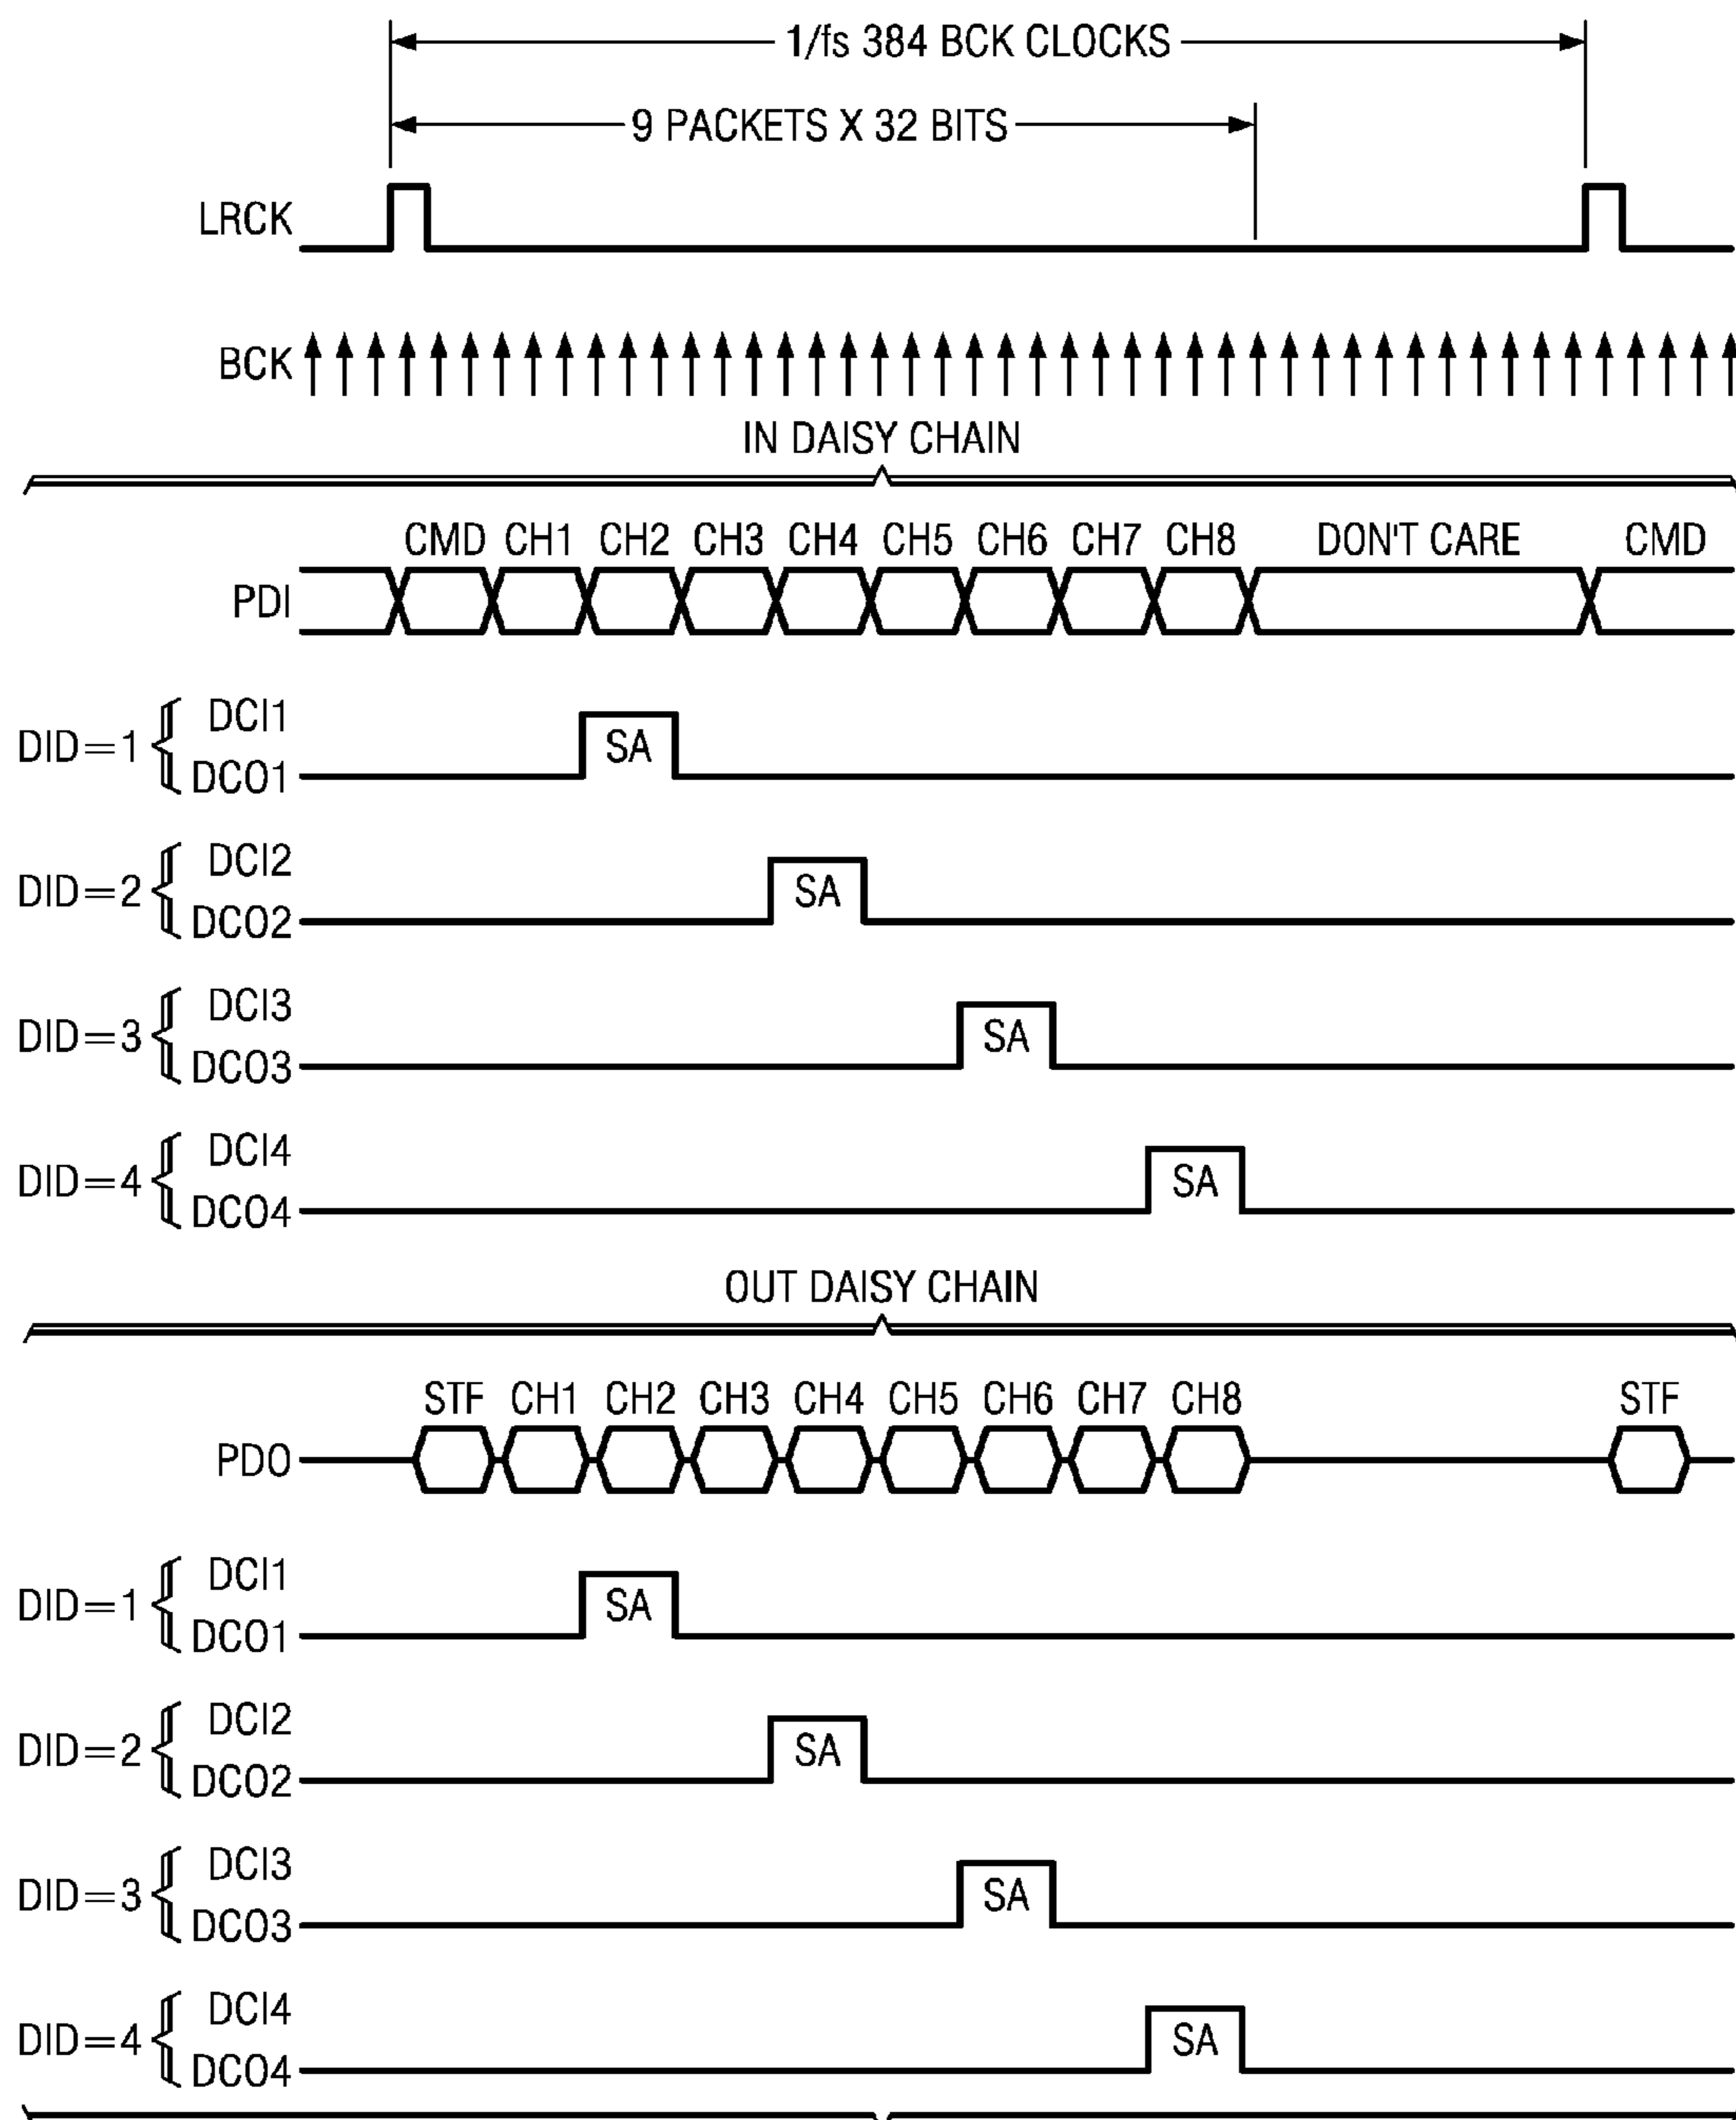 1/fs 384 BCK CLOCKS
9 PACKETS X 32 BITS
LRCK
BCK
IN DAISY CHAIN
CMD CH1 CH2 CH3 CH4 CH5 CH6 CH7 CH8 DON'T CARE CMD
PDI
DCI1
DID=1 SA
DCO1
DCI2
DID=2 SA
DCO2
DCI3
DID=3 SA
DCO3
DCI4
DID=4 SA
DCO4
OUT DAISY CHAIN
STF CH1 CH2 CH3 CH4 CH5 CH6 CH7 CH8 STF
PDO
DCI1
DID=1 SA
DCO1
DCI2
DID=2 SA
DCO2
DCI3
DID=3 SA
DCO3
DCI4
DID=4 SA
DCO4